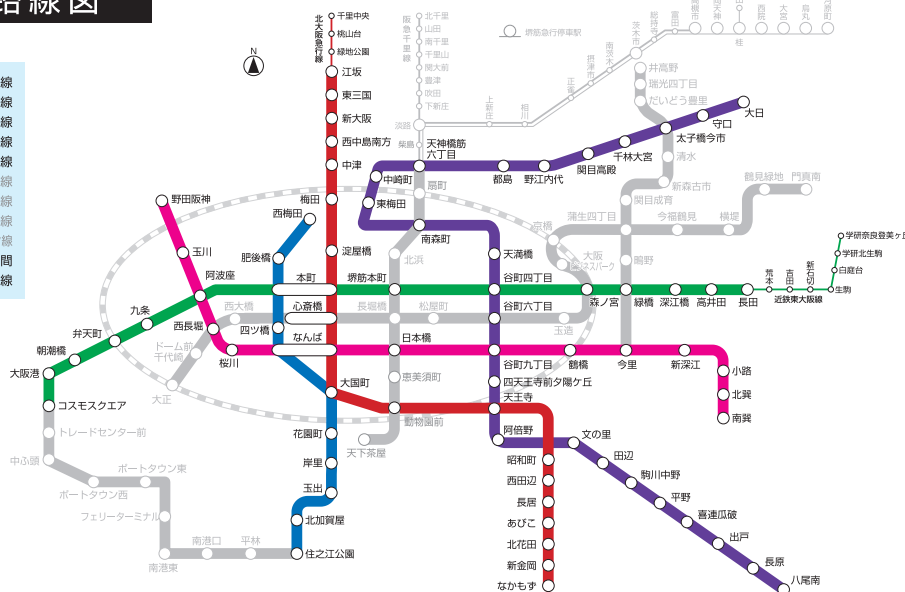 路線図
線
線
線
線
線
線
線
線
線
間
線
N
北大阪急行線
千里中央
桃山台
緑地公園
江坂
東三国
新大阪
西中島南方
中津
梅田
西梅田
淀屋橋
肥後橋
本町
心斎橋
四ツ橋
なんば
大国町
花園町
岸里
玉出
北加賀屋
住之江公園
阪急千里線
北千里
山田
南千里
千里山
関大前
豊津
吹田
下新庄
淡路
柴島
天神橋筋
六丁目
中崎町
東梅田
扇町
南森町
北浜
堺筋本町
長堀橋
松屋町
日本橋
恵美須町
動物園前
天下茶屋
堺筋急行停車駅
上新庄
相川
正雀
摂津市
南茨木
茨木市
総持寺
富田
高槻市
上牧
桂
西院
大宮
烏丸
河原町
井高野
瑞光四丁目
だいどう豊里
太子橋今市
清水
新森古市
関目成育
蒲生四丁目
今福鶴見
横堤
鶴見緑地
門真南
京橋
大阪
ビジネスパーク
鴫野
大日
守口
千林大宮
関目高殿
野江内代
都島
天満橋
谷町四丁目
谷町六丁目
玉造
森ノ宮
緑橋
深江橋
高井田
長田
荒本
吉田
新石切
生駒
近鉄東大阪線
白庭台
学研北生駒
学研奈良登美ヶ丘
野田阪神
玉川
阿波座
西長堀
桜川
西大橋
ドーム前
千代崎
大正
九条
弁天町
朝潮橋
大阪港
コスモスクエア
トレードセンター前
中ふ頭
ポートタウン西
ポートタウン東
フェリーターミナル
南港東
南港口
平林
谷町九丁目
鶴橋
今里
新深江
小路
北巽
南巽
四天王寺前夕陽ケ丘
天王寺
阿倍野
文の里
田辺
駒川中野
平野
喜連瓜破
出戸
長原
八尾南
昭和町
西田辺
長居
あびこ
北花田
新金岡
なかもず